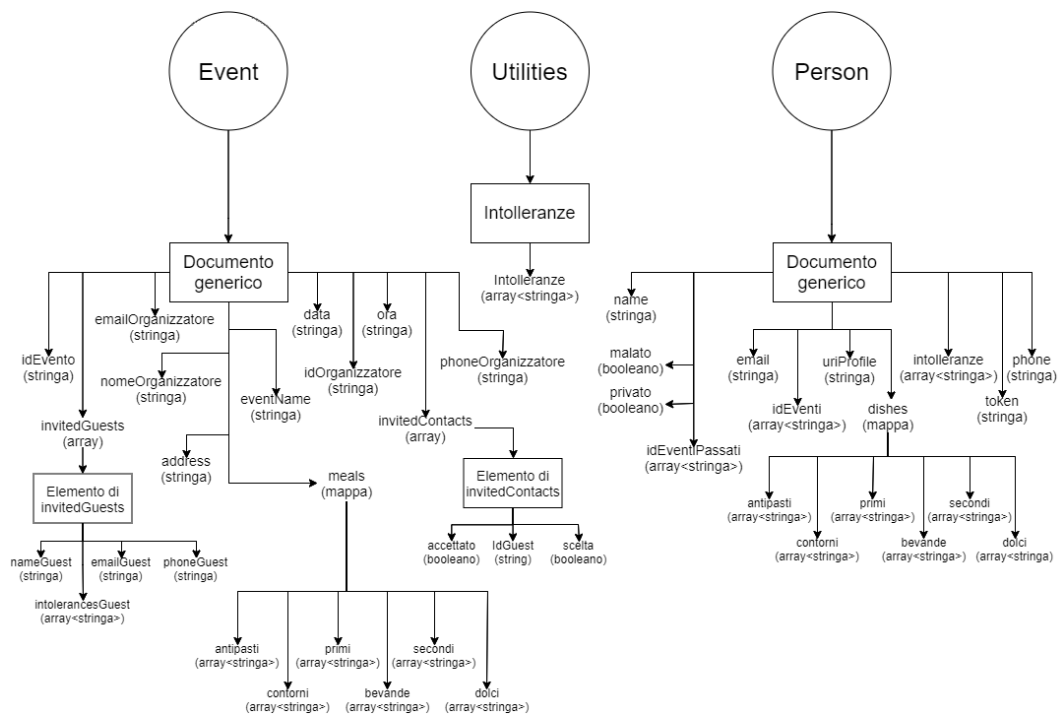 Event
Utilities
Person
Intolleranze
Intolleranze
(array<stringa>)
Documento
generico
idEvento
(stringa)
invitedGuests
(array)
emailOrganizzatore
(stringa)
nomeOrganizzatore
(stringa)
address
(stringa)
eventName
(stringa)
data
(stringa)
idOrganizzatore
(stringa)
ora
(stringa)
invitedContacts
(array)
phoneOrganizzatore
(stringa)
meals
(mappa)
Elemento di
invitedGuests
nameGuest
(stringa)
emailGuest
(stringa)
phoneGuest
(stringa)
intolerancesGuest
(array<stringa>)
Elemento di
invitedContacts
accettato
(booleano)
IdGuest
(string)
scelta
(booleano)
antipasti
(array<stringa>)
contorni
(array<stringa>)
primi
(array<stringa>)
bevande
(array<stringa>)
secondi
(array<stringa>)
dolci
(array<stringa>)
Documento
generico
name
(stringa)
malato
(booleano)
privato
(booleano)
idEventiPassati
(array<stringa>)
email
(stringa)
idEventi
(array<stringa>)
uriProfile
(stringa)
dishes
(mappa)
intolleranze
(array<stringa>)
token
(stringa)
phone
(stringa)
antipasti
(array<stringa>)
contorni
(array<stringa>)
primi
(array<stringa>)
bevande
(array<stringa>)
secondi
(array<stringa>)
dolci
(array<stringa)